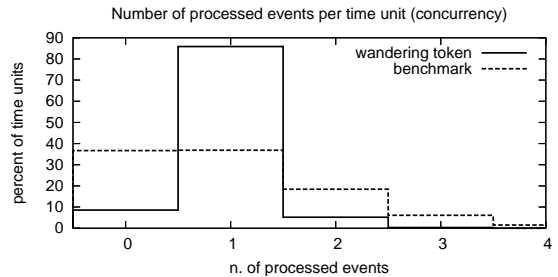 Number of processed events per time unit (concurrency)
wandering token
benchmark
percent of time units
90
80
70
60
50
40
30
20
10
0
0 1 2 3 4
n. of processed events